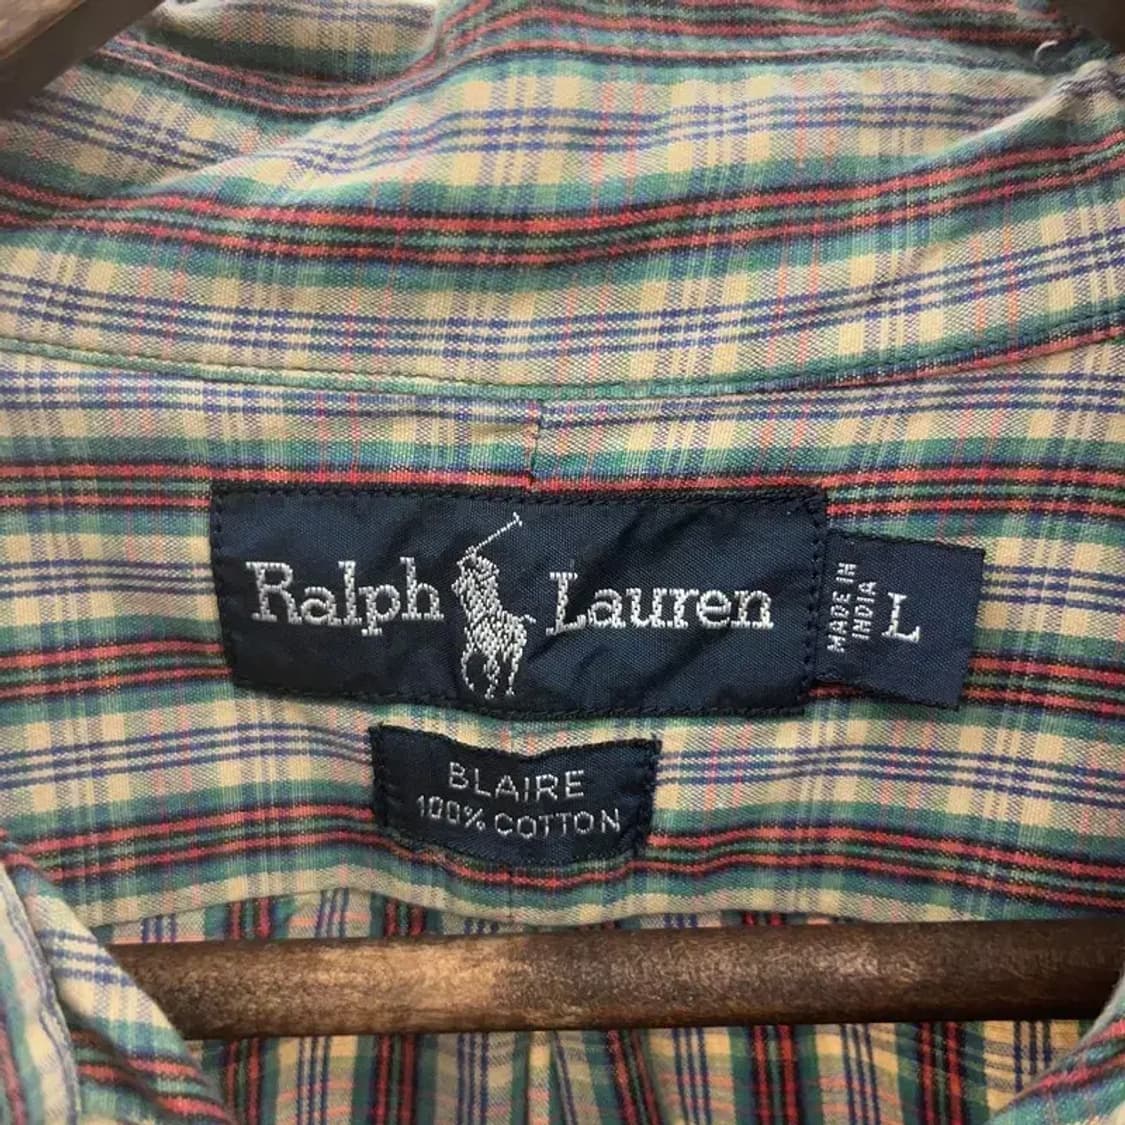 Ralph Lauren
MADE IN
INDIA
L
BLAIRE
100% COTTON